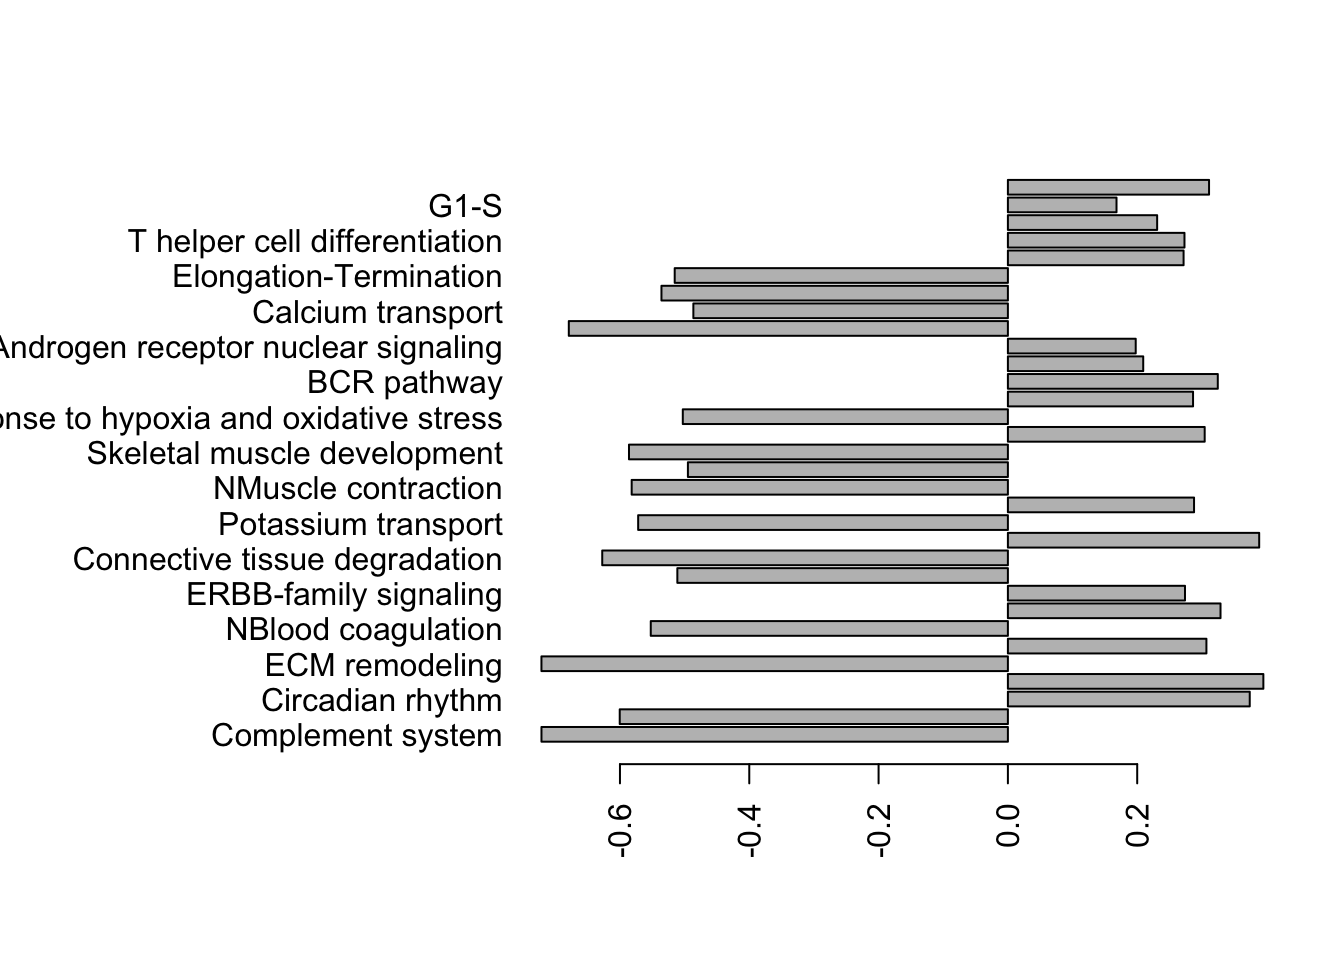 G1-S
T helper cell differentiation
Elongation-Termination
Calcium transport
Androgen receptor nuclear signaling
BCR pathway
onse to hypoxia and oxidative stress
Skeletal muscle development
NMuscle contraction
Potassium transport
Connective tissue degradation
ERBB-family signaling
NBlood coagulation
ECM remodeling
Circadian rhythm
Complement system
-0.6 -0.4 -0.2 0.0 0.2